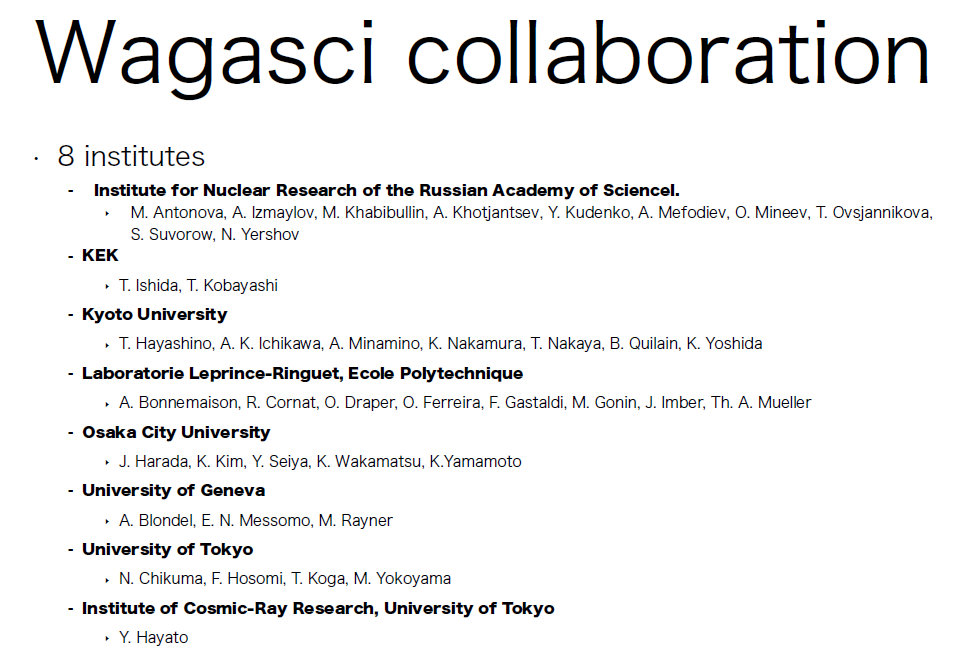 Wagasci collaboration
· 8 institutes
- Institute for Nuclear Research of the Russian Academy of Sciencel.
‣ M. Antonova, A. Izmaylov, M. Khabibullin, A. Khotjantsev, Y. Kudenko, A. Mefodiev, O. Mineev, T. Ovsjannikova,
S. Suvorow, N. Yershov
- KEK
‣ T. Ishida, T. Kobayashi
- Kyoto University
‣ T. Hayashino, A. K. Ichikawa, A. Minamino, K. Nakamura, T. Nakaya, B. Quilain, K. Yoshida
- Laboratorie Leprince-Ringuet, Ecole Polytechnique
‣ A. Bonnemaison, R. Cornat, O. Draper, O. Ferreira, F. Gastaldi, M. Gonin, J. Imber, Th. A. Mueller
- Osaka City University
‣ J. Harada, K. Kim, Y. Seiya, K. Wakamatsu, K.Yamamoto
- University of Geneva
‣ A. Blondel, E. N. Messomo, M. Rayner
- University of Tokyo
‣ N. Chikuma, F. Hosomi, T. Koga, M. Yokoyama
- Institute of Cosmic-Ray Research, University of Tokyo
‣ Y. Hayato